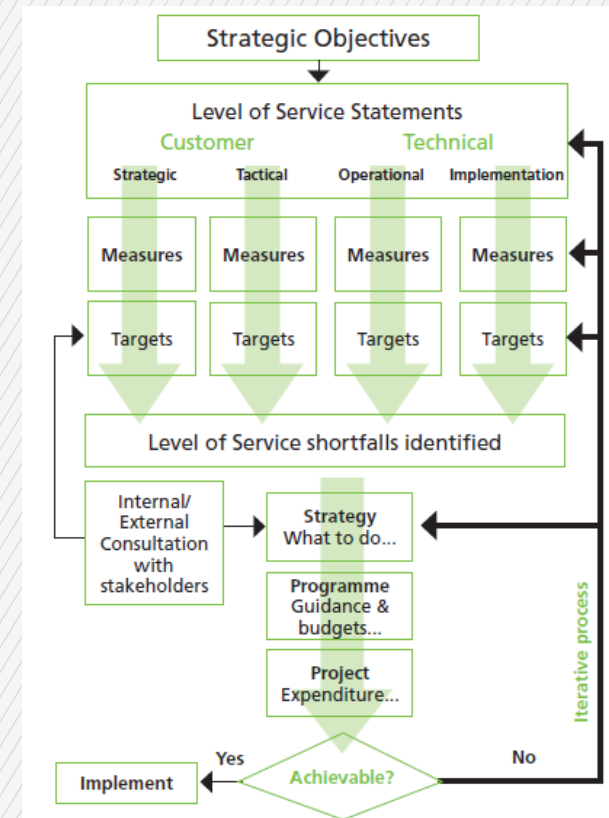 Strategic Objectives
Level of Service Statements
Customer Technical
Strategic Tactical Operational Implementation
Measures Measures Measures Measures
Targets Targets Targets Targets
Level of Service shortfalls identified
Internal/
External
Consultation
with
stakeholders
Strategy
What to do...
Programme
Guidance &
budgets...
Project
Expenditure...
Iterative process
Achievable?
Yes
No
Implement